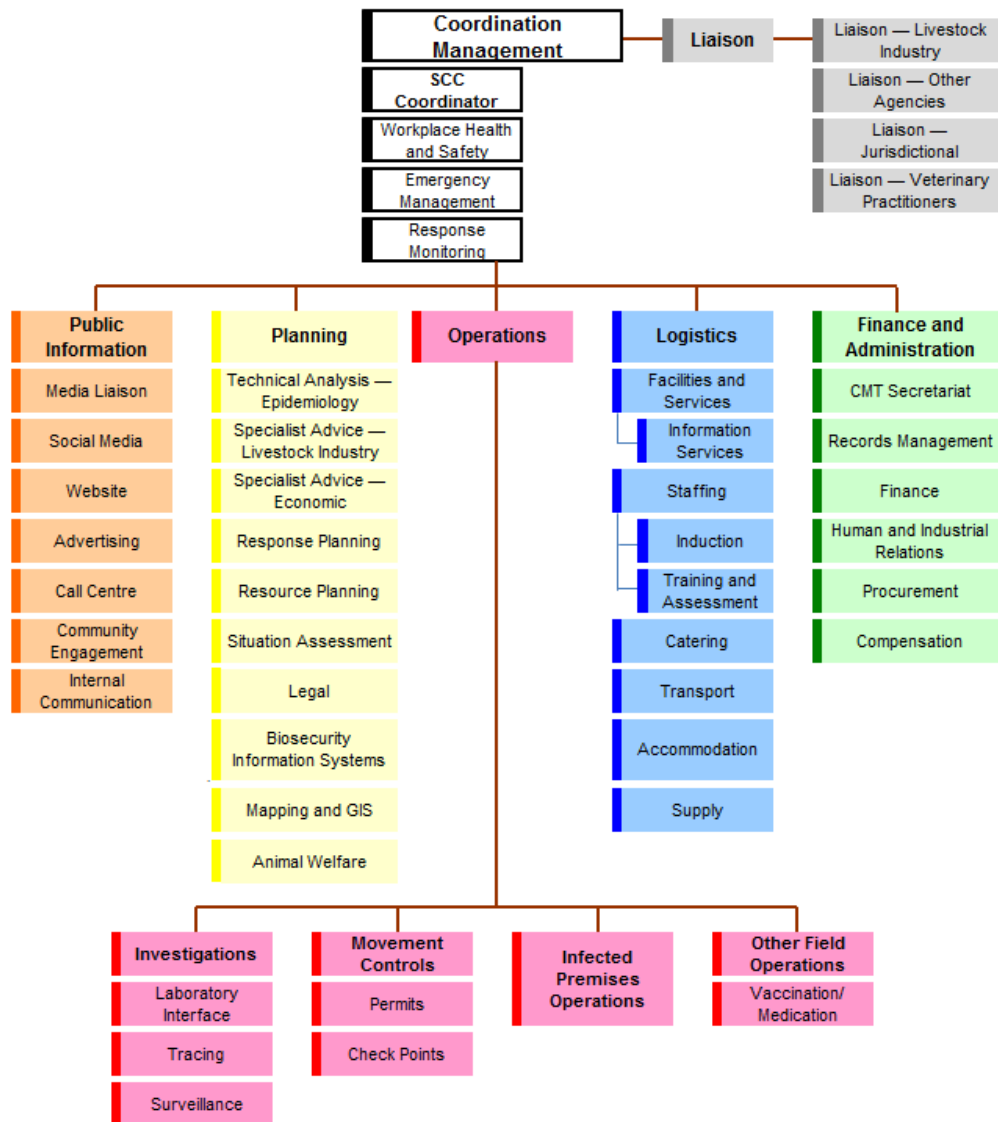 Coordination
Management
Liaison
Liaison — Livestock
Industry
Liaison — Other
Agencies
Liaison —
Jurisdictional
Liaison — Veterinary
Practitioners
SCC
Coordinator
Workplace Health
and Safety
Emergency
Management
Response
Monitoring
Public
Information
Media Liaison
Social Media
Website
Advertising
Call Centre
Community
Engagement
Internal
Communication
Planning
Technical Analysis —
Epidemiology
Specialist Advice —
Livestock Industry
Specialist Advice —
Economic
Response Planning
Resource Planning
Situation Assessment
Legal
Biosecurity
Information Systems
Mapping and GIS
Animal Welfare
Operations
Logistics
Facilities and
Services
Information
Services
Staffing
Induction
Training and
Assessment
Catering
Transport
Accommodation
Supply
Finance and
Administration
CMT Secretariat
Records Management
Finance
Human and Industrial
Relations
Procurement
Compensation
Investigations
Laboratory
Interface
Tracing
Surveillance
Movement
Controls
Permits
Check Points
Infected
Premises
Operations
Other Field
Operations
Vaccination/
Medication